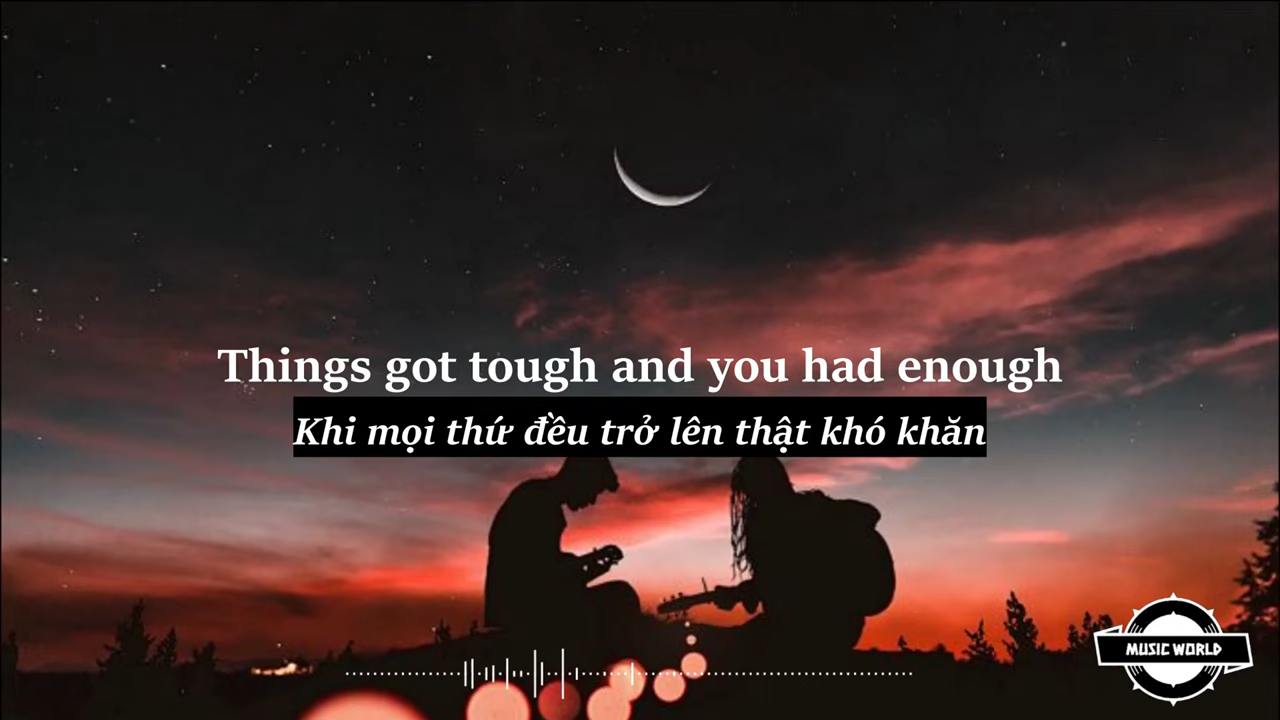 Things got tough and you had enough
Khi mọi thứ đều trở lên thật khó khăn
MUSIC WORLD